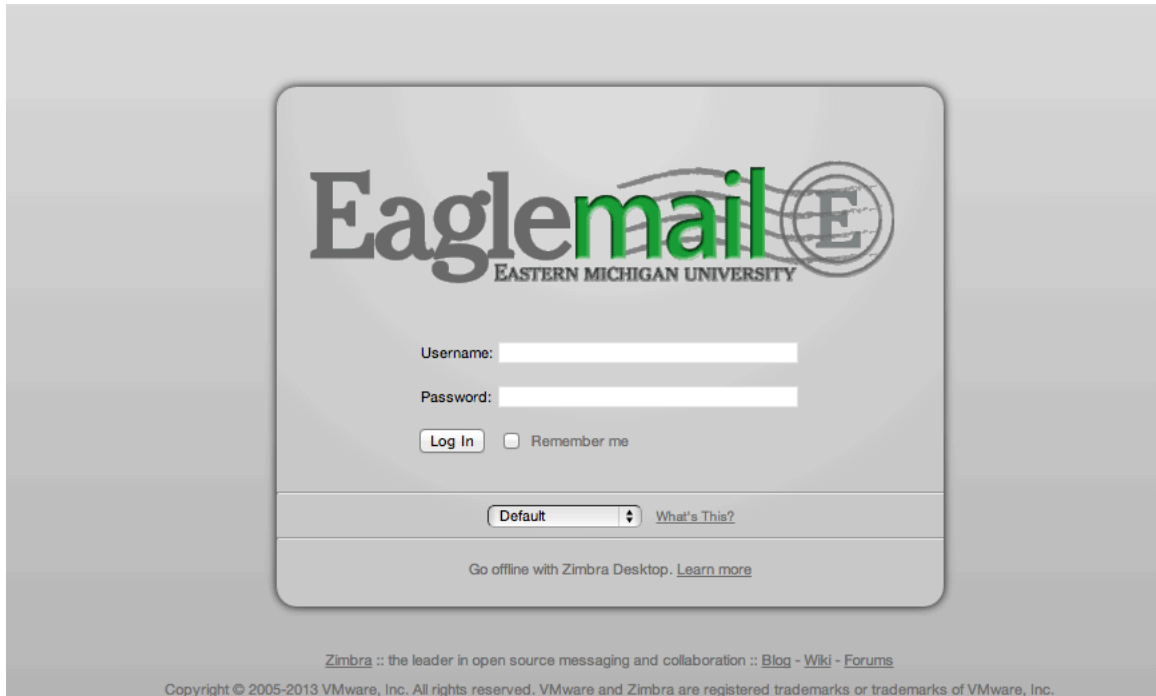 Eaglemail E
EASTERN MICHIGAN UNIVERSITY
Username:
Password:
Log In Remember me
Default What's This?
Go offline with Zimbra Desktop. Learn more
Zimbra :: the leader in open source messaging and collaboration :: Blog - Wiki - Forums
Copyright © 2005-2013 VMware, Inc. All rights reserved. VMware and Zimbra are registered trademarks or trademarks of VMware, Inc.